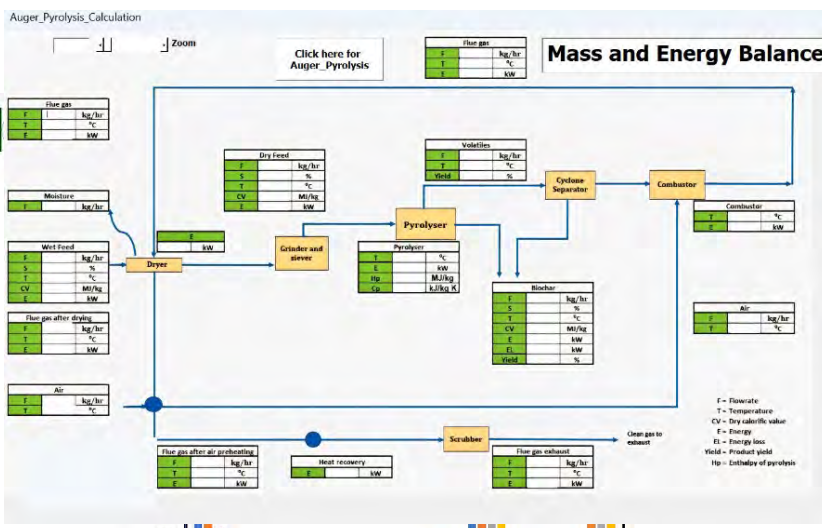 Auger_Pyrolysis_Calculation
Zoom
Click here for
Auger_Pyrolysis
Flue gas
F kg/hr
T °C
E kW
Mass and Energy Balance
Flue gas
F kg/hr
T °C
E kW
Dry Feed
F kg/hr
S %
T °C
CV MJ/kg
E kW
Volatiles
F kg/hr
T °C
Yield %
Cyclone
Separator
Combustor
Moisture
F kg/hr
Combustor
T °C
E kW
Pyrolyser
E
kW
Grinder and
siever
Dryer
Wet Feed
F kg/hr
S %
T °C
CV MJ/kg
E kW
Pyrolyser
T °C
E kW
Hp MJ/kg
Cp kJ/kg K
Biochar
F kg/hr
S %
T °C
CV MJ/kg
E kW
EL kW
Yield %
Flue gas after drying
F kg/hr
T °C
E kW
Air
F kg/hr
T °C
Air
F kg/hr
T °C
F = Flowrate
T = Temperature
CV = Dry calorific value
E = Energy
EL = Energy loss
Yield = Product yield
Hp = Enthalpy of pyrolysis
Scrubber
Clean gas to
exhaust
Flue gas after air preheating
F kg/hr
T °C
E kW
Heat recovery
E kW
Flue gas exhaust
F kg/hr
T °C
E kW